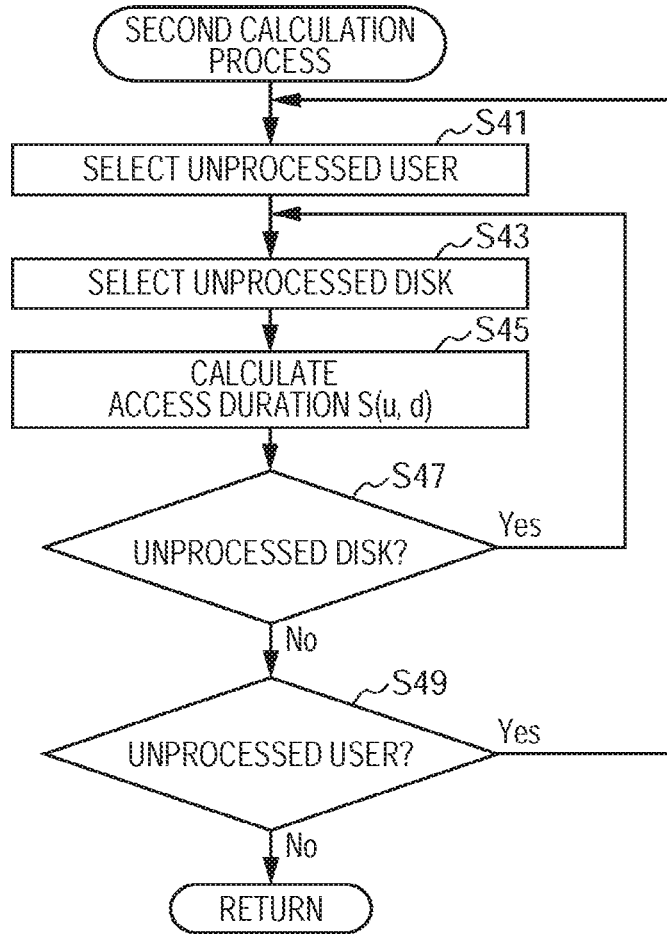 SECOND CALCULATION
PROCESS
S41
SELECT UNPROCESSED USER
S43
SELECT UNPROCESSED DISK
S45
CALCULATE
ACCESS DURATION S(u, d)
S47
UNPROCESSED DISK?
Yes
No
S49
UNPROCESSED USER?
Yes
No
RETURN